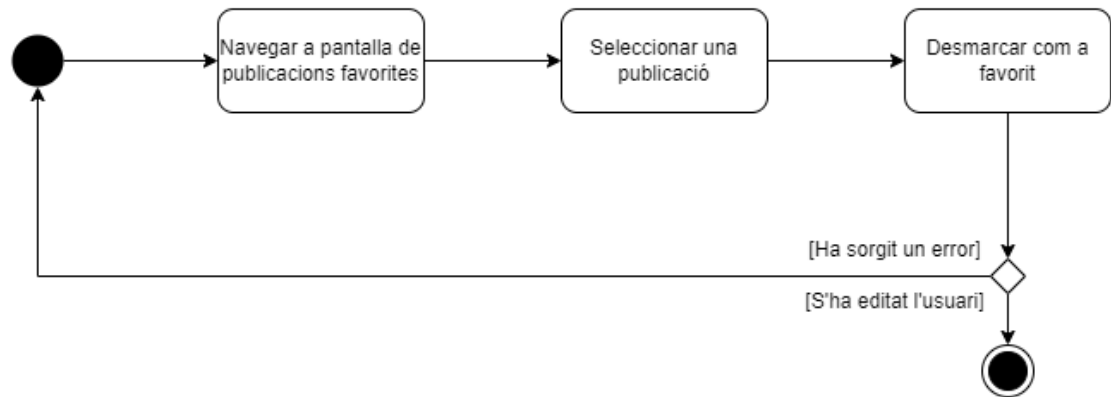 Navegar a pantalla de
publicacions favorites
Seleccionar una
publicació
Desmarcar com a
favorit
[Ha sorgit un error]
[S'ha editat l'usuari]